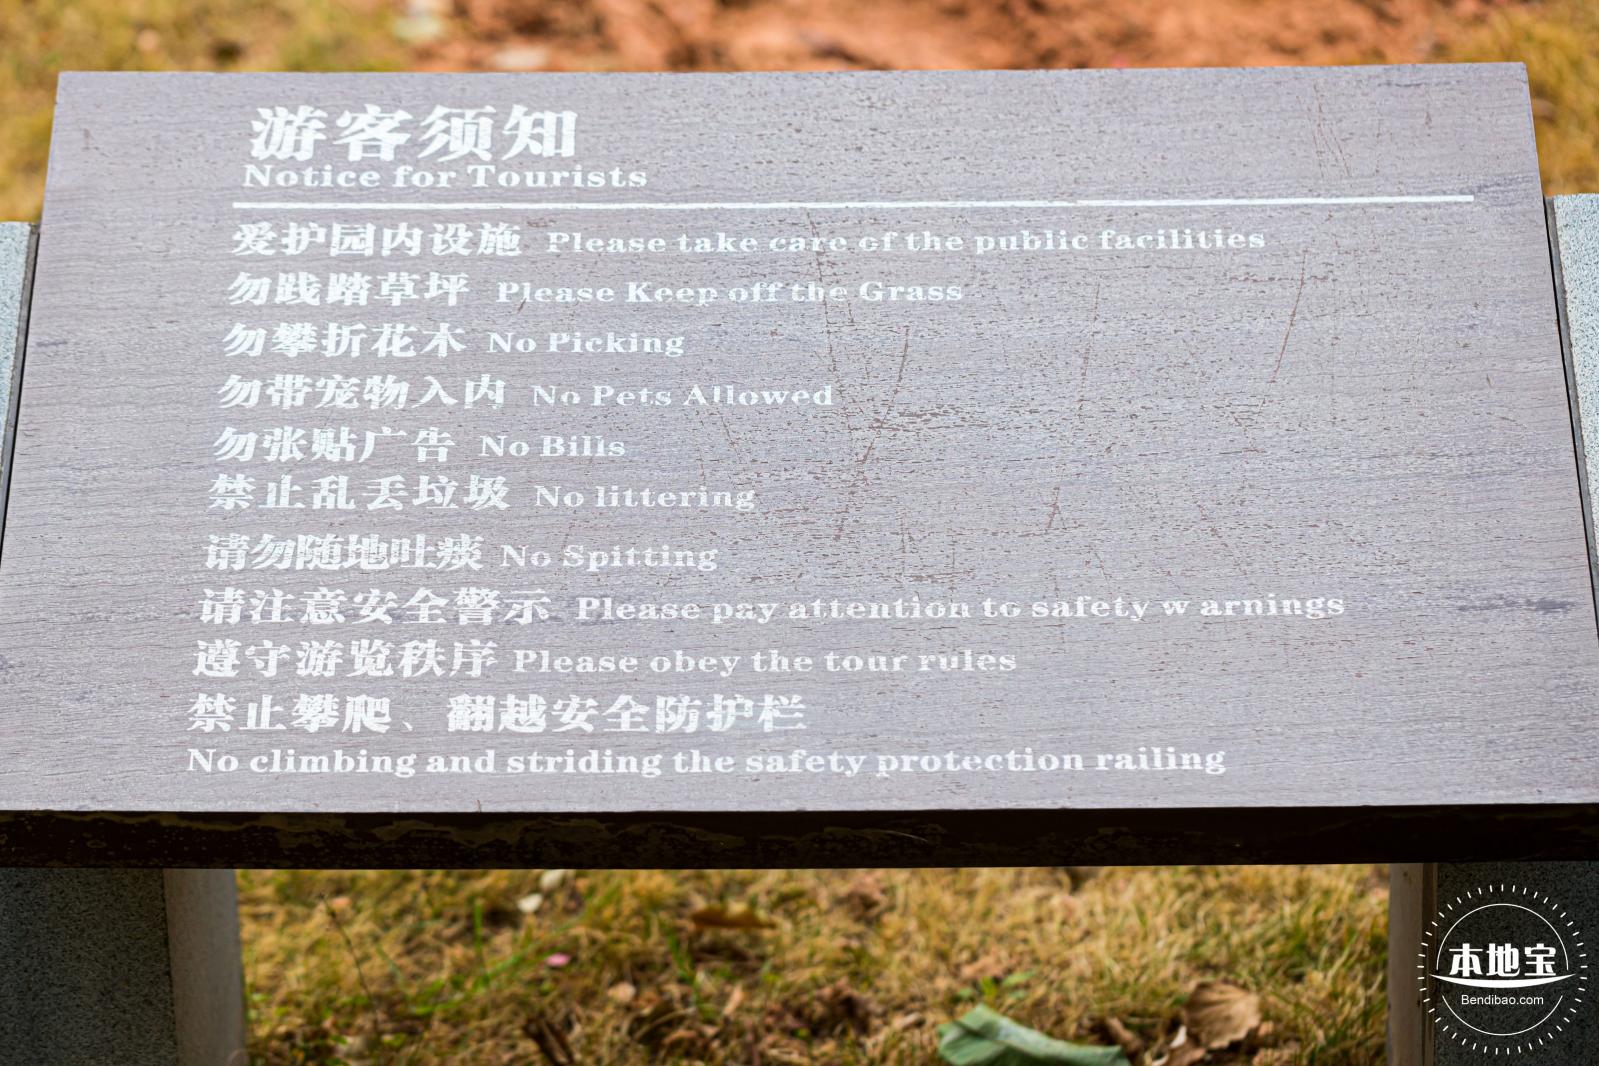 游客须知
Notice for Tourists
爱护园内设施 Please take care of the public facilities
勿践踏草坪 Please Keep off the Grass
勿攀折花木 No Picking
勿带宠物入内 No Pets Allowed
勿张贴广告 No Bills
禁止乱丢垃圾 No littering
请勿随地吐痰 No Spitting
请注意安全警示 Please pay attention to safety w arnings
遵守游览秩序 Please obey the tour rules
禁止攀爬、翻越安全防护栏
No climbing and striding the safety protection railing
本地宝
Bendibao.com